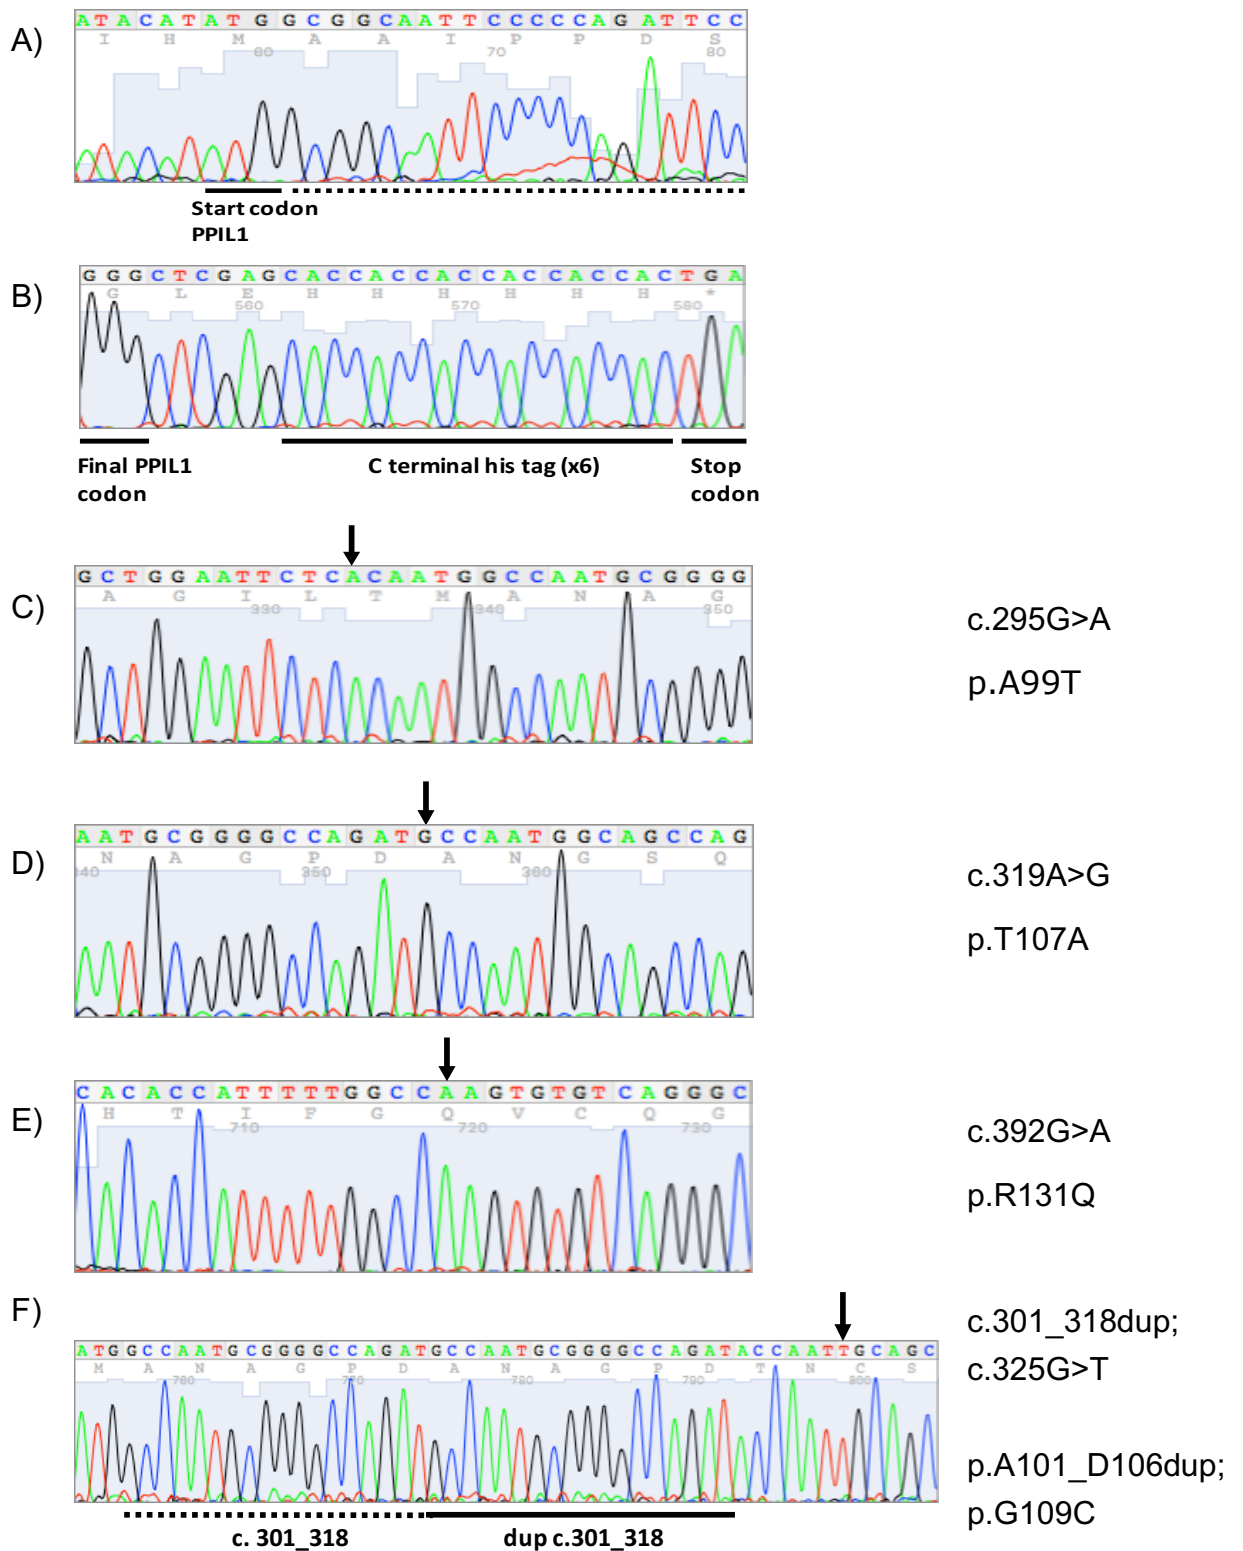 A)
ATACATATGGCGGCAATTCCCCCAGATTCC
I H M A A I P P D S
60 70 80
Start codon
PPIL1
B)
GGGCTCGAGCACCACCACCACCACCACTGA
G L E H H H H H H *
560 570 580
Final PPIL1
codon
C terminal his tag (x6)
Stop
codon
C)
GCTGGAATTCTCACAATGGCCAATGCGGGG
A G I L T M A N A G
330 340 350
c.295G>A
p.A99T
D)
AATGCGGGGCCAGATGCCAATGGCAGCCAG
N A G P D A N G S Q
340 350 360
c.319A>G
p.T107A
E)
CACACCATTTTTGGCCAAGTGTGTCAGGGC
H T I F G Q V C Q G
710 720 730
c.392G>A
p.R131Q
F)
ATGGCCAATGCGGGGCCAGATGCCAATGCGGGGCCAGATACCAATTGCAGC
M A N A G P D A N A G P D T N C S
760 770 780 790 800
c. 301_318
dup c.301_318
c.301_318dup;
c.325G>T
p.A101_D106dup;
p.G109C